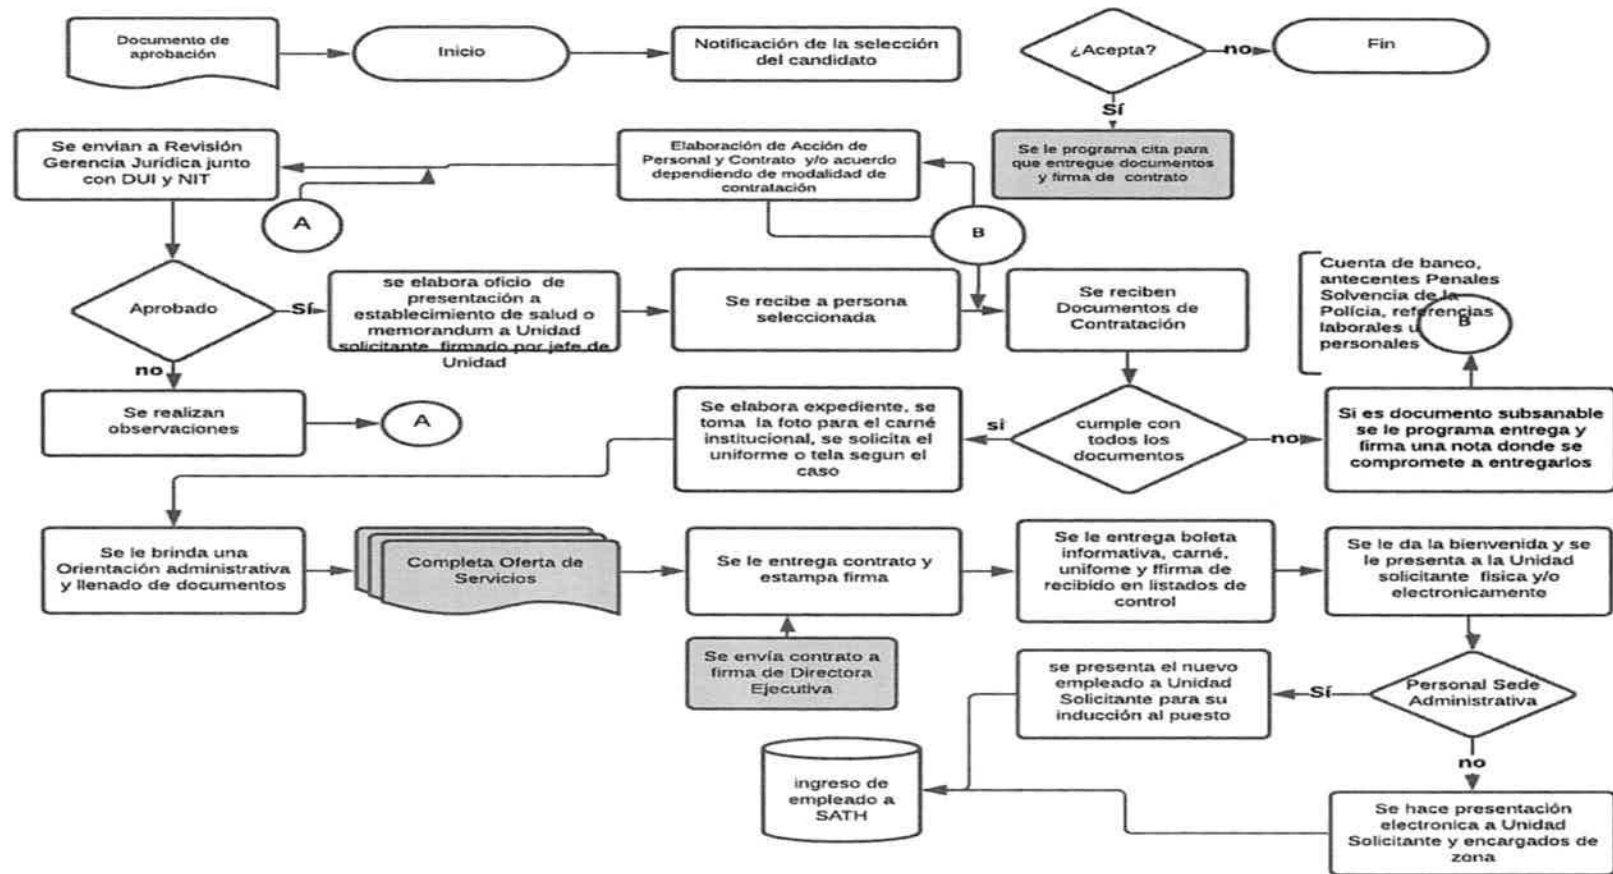 Documento de
aprobación
Inicio
Notificación de la selección
del candidato
¿Acepta?
no
Fin
Sí
Se le programa cita para
que entregue documentos
y firma de contrato
Elaboración de Acción de
Personal y Contrato y/o acuerdo
dependiendo de modalidad de
contratación
Se envian a Revisión
Gerencia Jurídica junto
con DUI y NIT
A
B
Aprobado
Sí
se elabora oficio de
presentación a
establecimiento de salud o
memorandum a Unidad
solicitante firmado por jefe de
Unidad
Se recibe a persona
seleccionada
Se reciben
Documentos de
Contratación
Cuenta de banco,
antecentes Penales
Solvencia de la
Polícia, referencias
laborales u
personales
B
no
Se realizan
observaciones
A
Se elabora expediente, se
toma la foto para el carné
institucional, se solicita el
uniforme o tela segun el
caso
si
cumple con
todos los
documentos
no
Si es documento subsanable
se le programa entrega y
firma una nota donde se
compromete a entregarlos
Se le brinda una
Orientación administrativa
y llenado de documentos
Completa Oferta de
Servicios
Se le entrega contrato y
estampa firma
Se le entrega boleta
informativa, carné,
unifome y ffirma de
recibido en listados de
control
Se le da la bienvenida y se
le presenta a la Unidad
solicitante fisica y/o
electronicamente
Se envía contrato a
firma de Directora
Ejecutiva
se presenta el nuevo
empleado a Unidad
Solicitante para su
inducción al puesto
Sí
Personal Sede
Administrativa
no
ingreso de
empleado a
SATH
Se hace presentación
electronica a Unidad
Solicitante y encargados de
zona